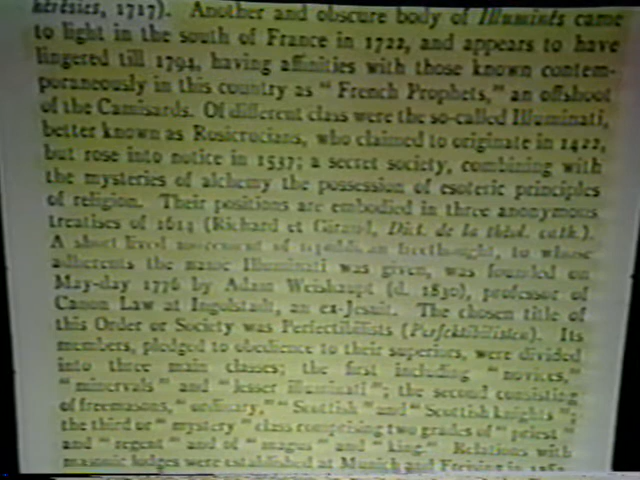 heresies, 1717). Another and obscure body of Illuminés came
to light in the south of France in 1722, and appears to have
lingered till 1794, having affinities with those known contem-
poraneously in this country as "French Prophets," an offshoot
of the Camisards. Of different class were the so-called Illuminati,
better known as Rosicrucians, who claimed to originate in 1422,
but rose into notice in 1537; a secret society, combining with
the mysteries of alchemy the possession of esoteric principles
of religion. Their positions are embodied in three anonymous
treatises of 1614 (Richard et Giraud, Dict. de la théol. cath.).
A short lived movement of republican freethought, to whose
adherents the name Illuminati was given, was founded on
May-day 1776 by Adam Weishaupt (d. 1830), professor of
Canon Law at Ingolstadt, an ex-Jesuit. The chosen title of
this Order or Society was Perfectibilists (Perfektibilisten). Its
members, pledged to obedience to their superiors, were divided
into three main classes; the first including "novices,"
"minervals" and "lesser illuminati"; the second consisting
of freemasons, "ordinary," "Scottish" and "Scottish knights";
the third or "mystery" class comprising two grades of "priest"
and "regent" and of "magus" and "king." Relations with
masonic lodges were established at Munich and Freising in